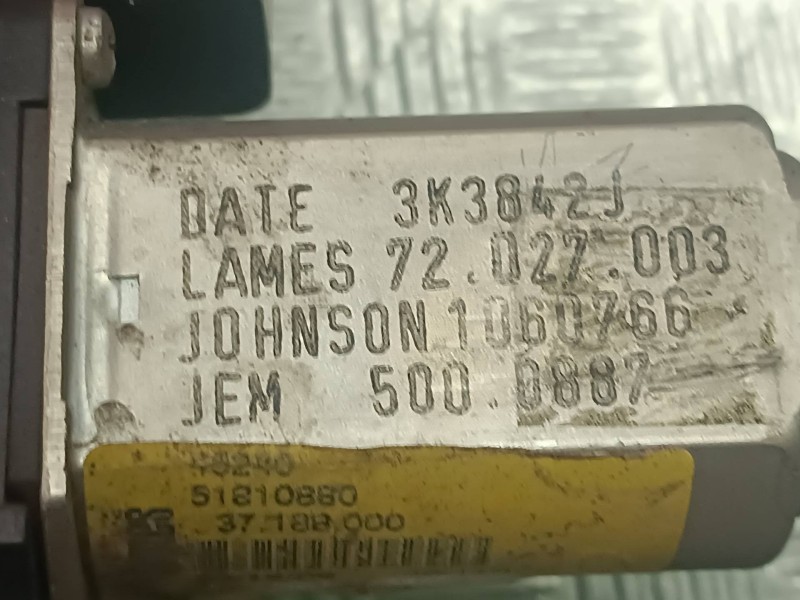 DATE 3K3842J
LAMES 72.027.003
JOHNSON 1060766
JEM 500.0887
51810880
37.188.000